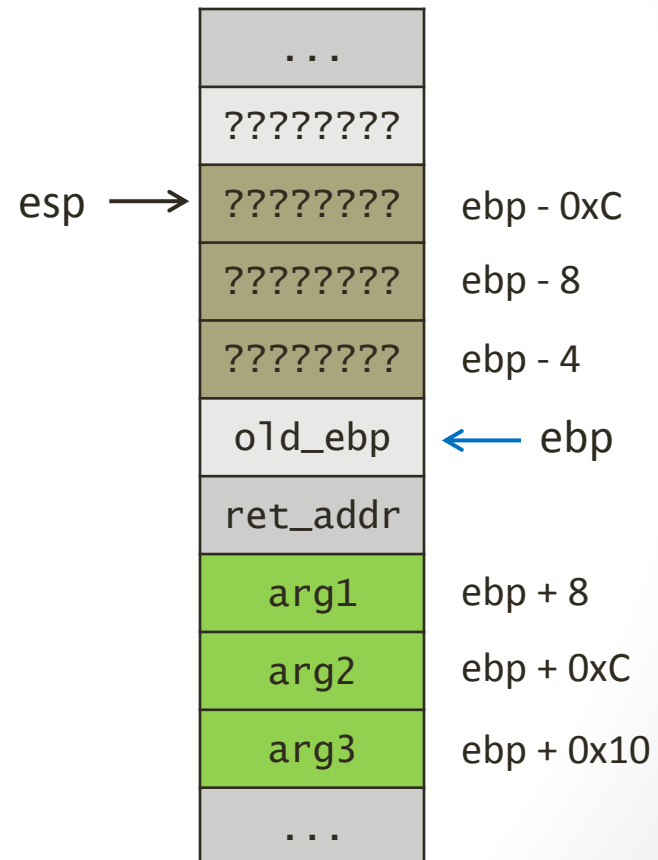 ...
????????
esp ???????? ebp - 0xC
???????? ebp - 8
???????? ebp - 4
old_ebp ebp
ret_addr
arg1 ebp + 8
arg2 ebp + 0xC
arg3 ebp + 0x10
...